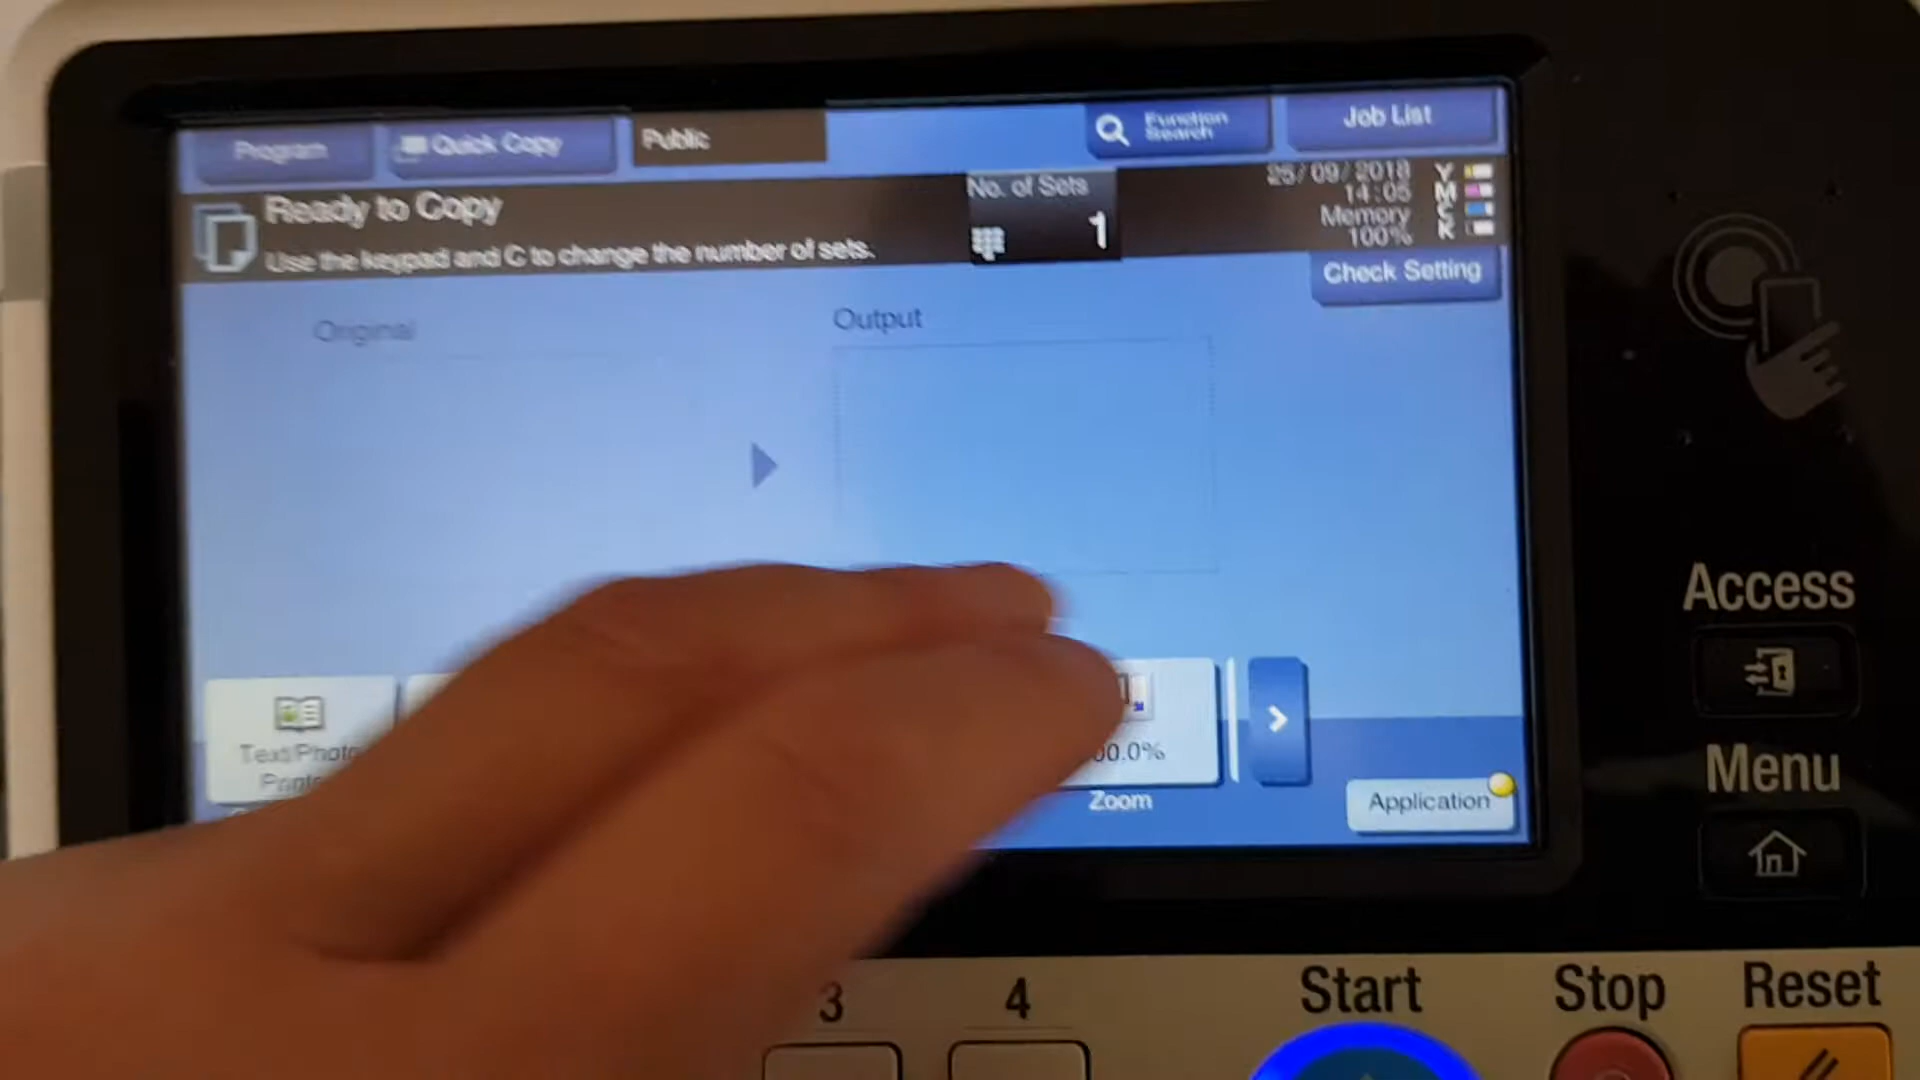 Program
Quick Copy
Public
Function
Search
Job List
Ready to Copy
Use the keypad and C to change the number of sets.
No. of Sets
1
25/09/2018
14:05
Memory
100%
Y
M
C
K
Check Setting
Original
Output
Text/Photo
00.0%
Zoom
Application
Access
Menu
3
4
Start
Stop
Reset